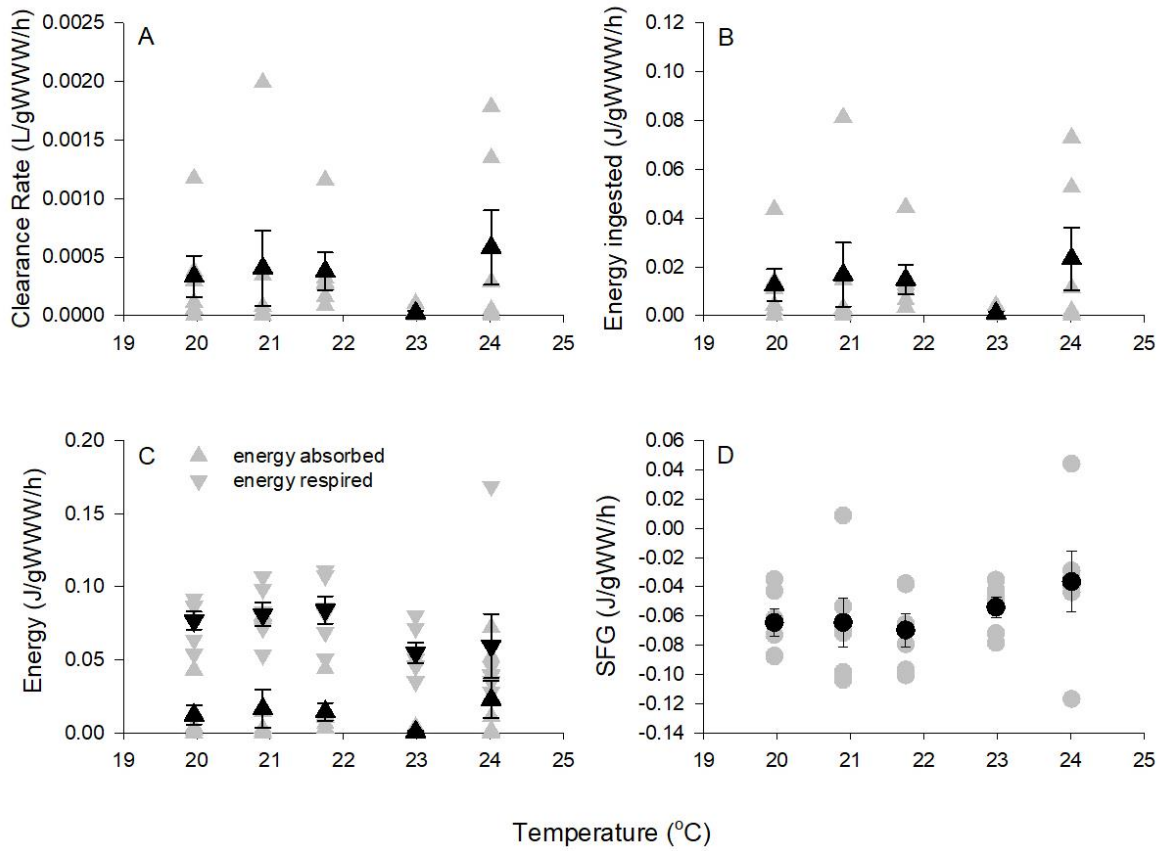 A
Clearance Rate (L/gWWW/h)
0.0025
0.0020
0.0015
0.0010
0.0005
0.0000
19 20 21 22 23 24 25
B
Energy ingested (J/gWWW/h)
0.12
0.10
0.08
0.06
0.04
0.02
0.00
19 20 21 22 23 24 25
C
energy absorbed
energy respired
Energy (J/gWWW/h)
0.20
0.15
0.10
0.05
0.00
19 20 21 22 23 24 25
D
SFG (J/gWW/h)
0.06
0.04
0.02
0.00
-0.02
-0.04
-0.06
-0.08
-0.10
-0.12
-0.14
19 20 21 22 23 24 25
Temperature (°C)